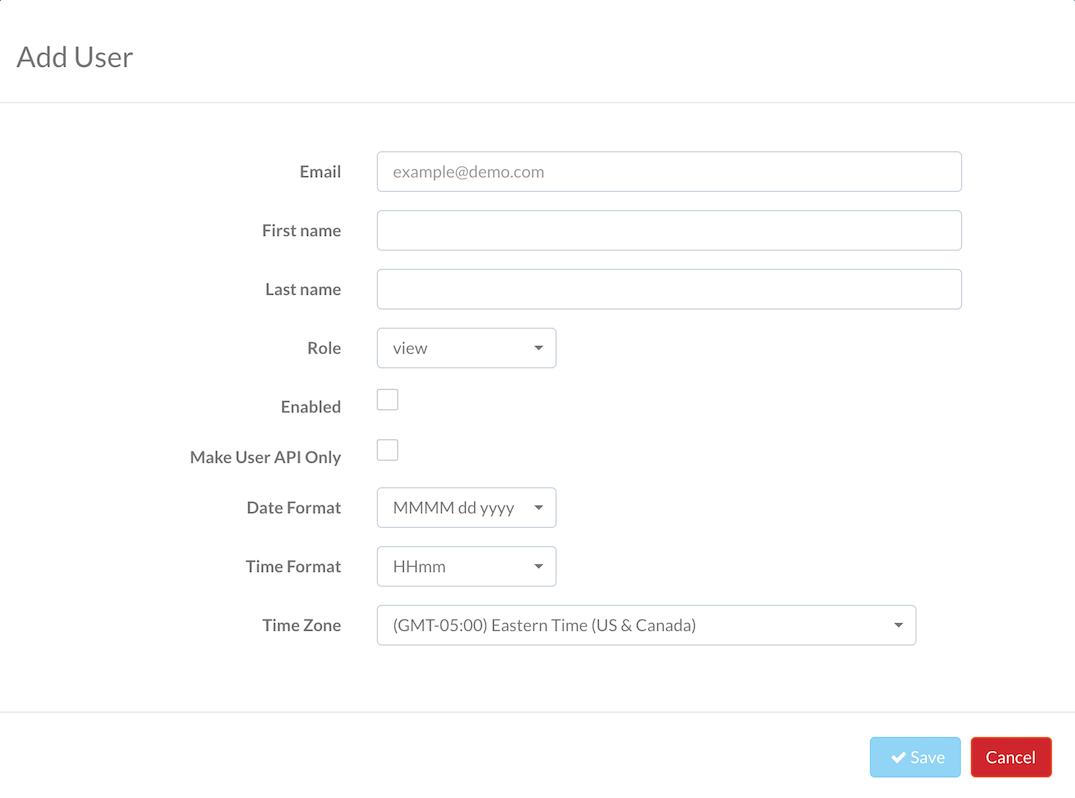 Add User
Email example@demo.com
First name
Last name
Role view
Enabled
Make User API Only
Date Format MMMM dd yyyy
Time Format HHmm
Time Zone (GMT-05:00) Eastern Time (US & Canada)
Save Cancel